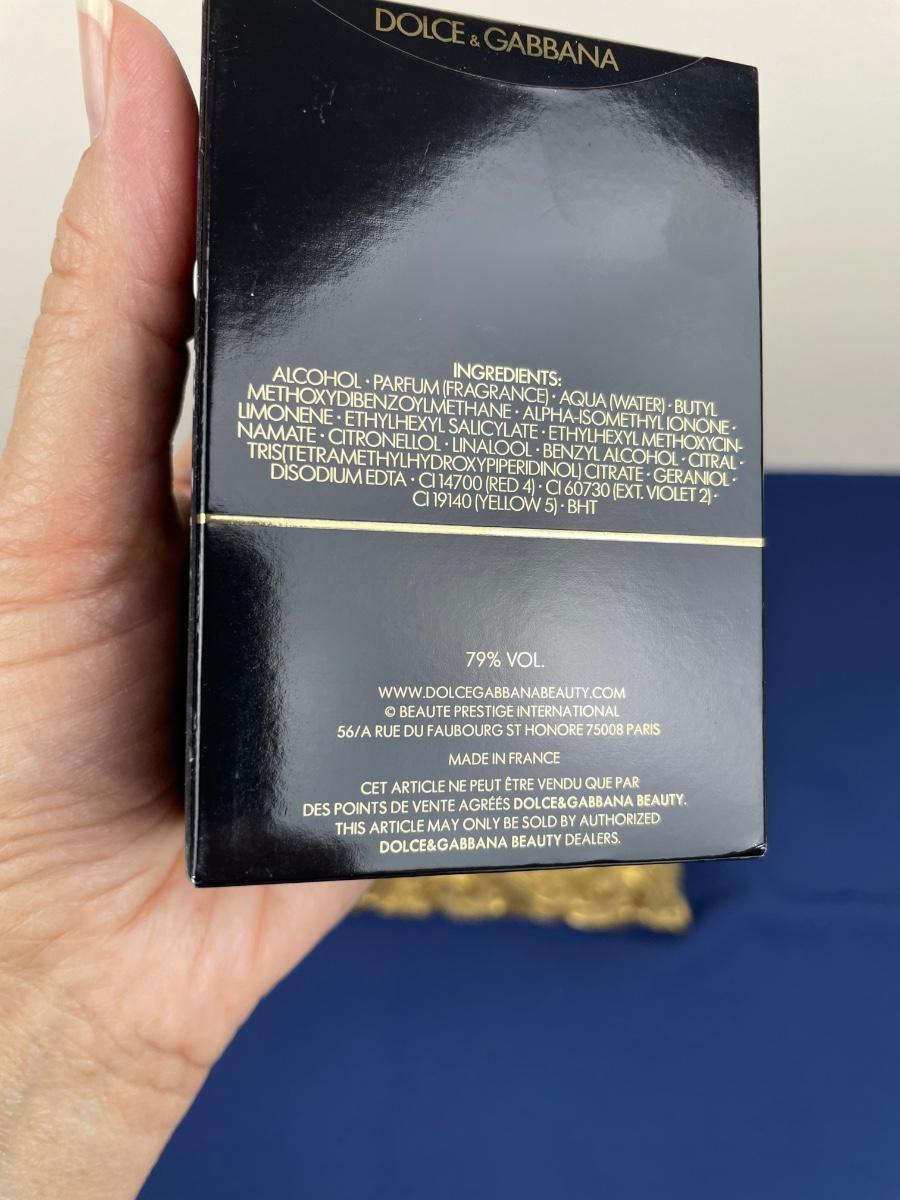 DOLCE & GABBANA
INGREDIENTS:
ALCOHOL · PARFUM (FRAGRANCE) · AQUA (WATER) · BUTYL
METHOXYDIBENZOYLMETHANE · ALPHA-ISOMETHYL IONONE ·
LIMONENE · ETHYLHEXYL SALICYLATE · ETHYLHEXYL METHOXYCIN-
NAMATE · CITRONELLOL · LINALOOL · BENZYL ALCOHOL · CITRAL ·
TRIS(TETRAMETHYLHYDROXYPIPERIDINOL) CITRATE · GERANIOL ·
DISODIUM EDTA · CI 14700 (RED 4) · CI 60730 (EXT. VIOLET 2) ·
CI 19140 (YELLOW 5) · BHT
79% VOL.
WWW.DOLCEGABBANABEAUTY.COM
© BEAUTE PRESTIGE INTERNATIONAL
56/A RUE DU FAUBOURG ST HONORE 75008 PARIS
MADE IN FRANCE
CET ARTICLE NE PEUT ÊTRE VENDU QUE PAR
DES POINTS DE VENTE AGRÉÉS DOLCE&GABBANA BEAUTY.
THIS ARTICLE MAY ONLY BE SOLD BY AUTHORIZED
DOLCE&GABBANA BEAUTY DEALERS.